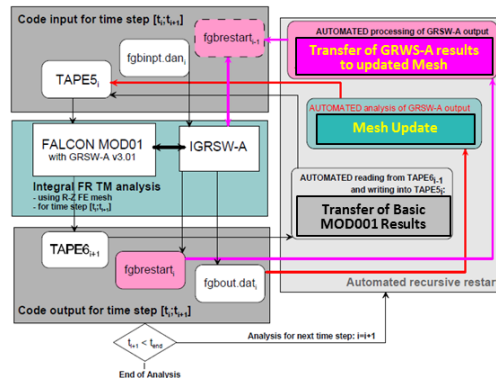 Code input for time step [ti;ti+1]
fgbinpt.dani
fgbrestarti-1
TAPE5i
AUTOMATED processing of GRSW-A output
Transfer of GRWS-A results
to updated Mesh
AUTOMATED analysis of GRSW-A output
Mesh Update
FALCON MOD01
with GRSW-A v3.01
IGRSW-A
Integral FR TM analysis
- using R-Z FE mesh
- for time step [ti;ti+1]
AUTOMATED reading from TAPE6i-1
and writing into TAPE5i:
Transfer of Basic
MOD001 Results
TAPE6i+1
fgbrestarti
fgbout.dati
Code output for time step [ti;ti+1]
Automated recursive restart
ti+1 < tend
Analysis for next time step: i=i+1
End of Analysis